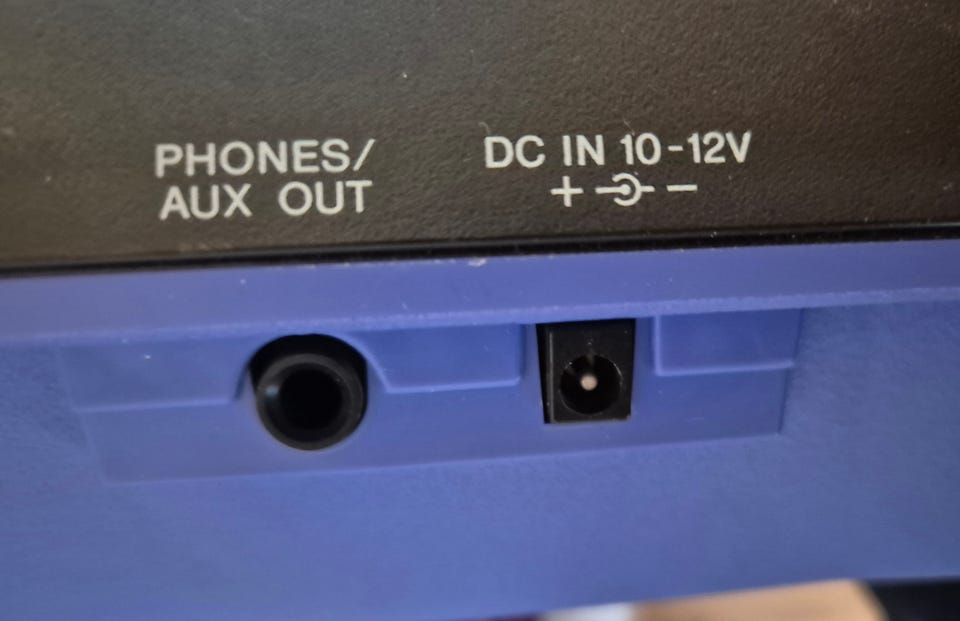 PHONES/
AUX OUT
DC IN 10-12V
+ -